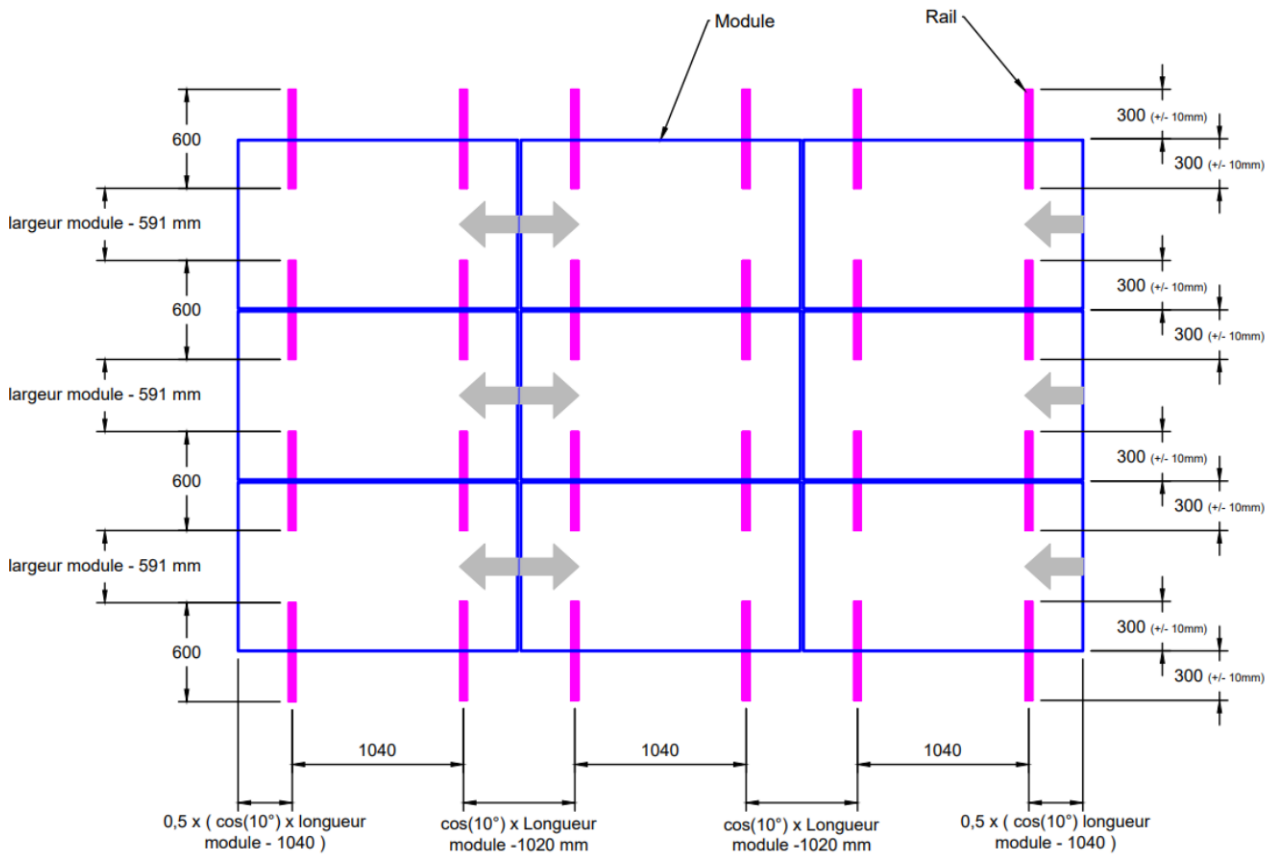 Module
Rail
600
300 (+/- 10mm)
300 (+/- 10mm)
largeur module - 591 mm
300 (+/- 10mm)
600
300 (+/- 10mm)
largeur module - 591 mm
300 (+/- 10mm)
600
300 (+/- 10mm)
largeur module - 591 mm
300 (+/- 10mm)
600
300 (+/- 10mm)
1040
1040
1040
0,5 x ( cos(10°) x longueur
module - 1040 )
cos(10°) x Longueur
module -1020 mm
cos(10°) x Longueur
module -1020 mm
0,5 x ( cos(10°) longueur
module - 1040 )